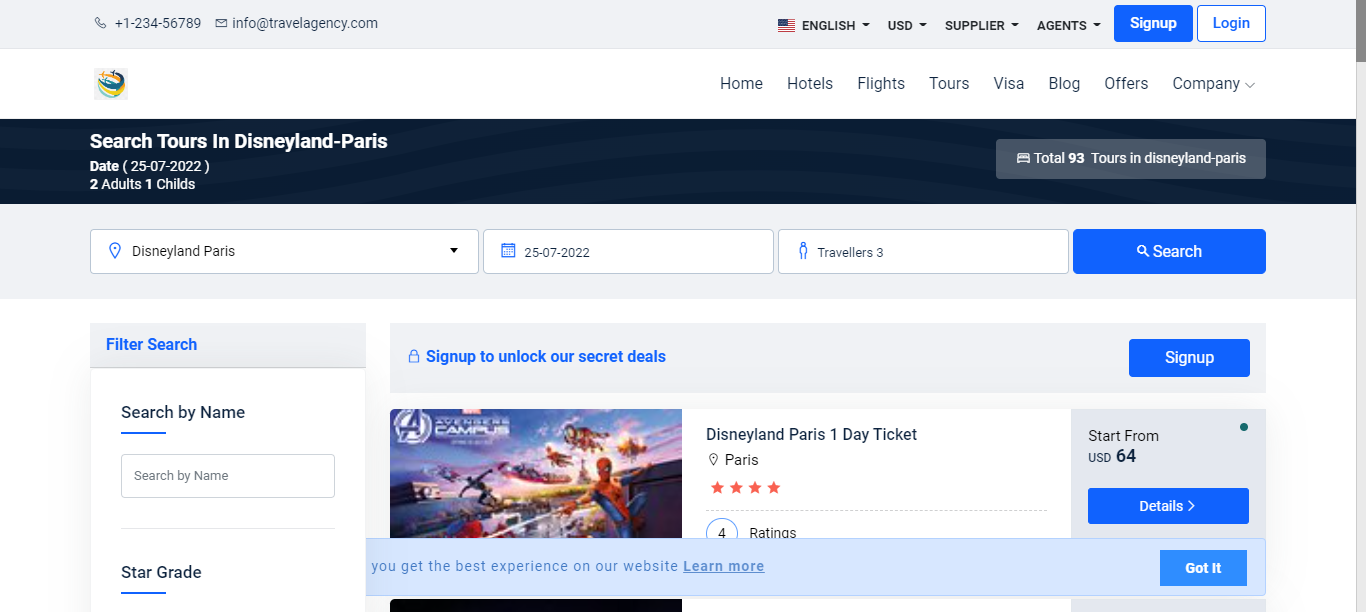 +1-234-56789 info@travelagency.com ENGLISH USD SUPPLIER AGENTS Signup Login
Home Hotels Flights Tours Visa Blog Offers Company
Search Tours In Disneyland-Paris
Date ( 25-07-2022 )
2 Adults 1 Childs
Total 93 Tours in disneyland-paris
Disneyland Paris 25-07-2022 Travellers 3 Search
Filter Search
Signup to unlock our secret deals Signup
Search by Name
Search by Name
Star Grade
AVENGERS
CAMPUS
Disneyland Paris 1 Day Ticket
Paris
4 Ratings
Start From
USD 64
Details
you get the best experience on our website Learn more Got It